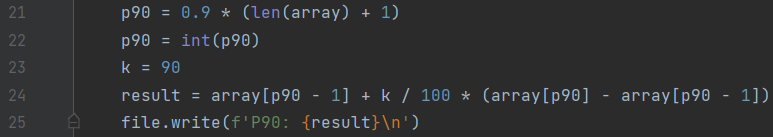 21 p90 = 0.9 * (len(array) + 1)
22 p90 = int(p90)
23 k = 90
24 result = array[p90 - 1] + k / 100 * (array[p90] - array[p90 - 1])
25 file.write(f'P90: {result}\n')